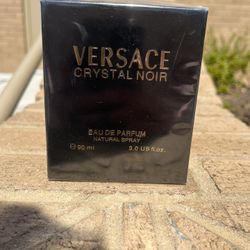 VERSACE
CRYSTAL NOIR
EAU DE PARFUM
NATURAL SPRAY
℮ 90 ml 3.0 US fl.oz.